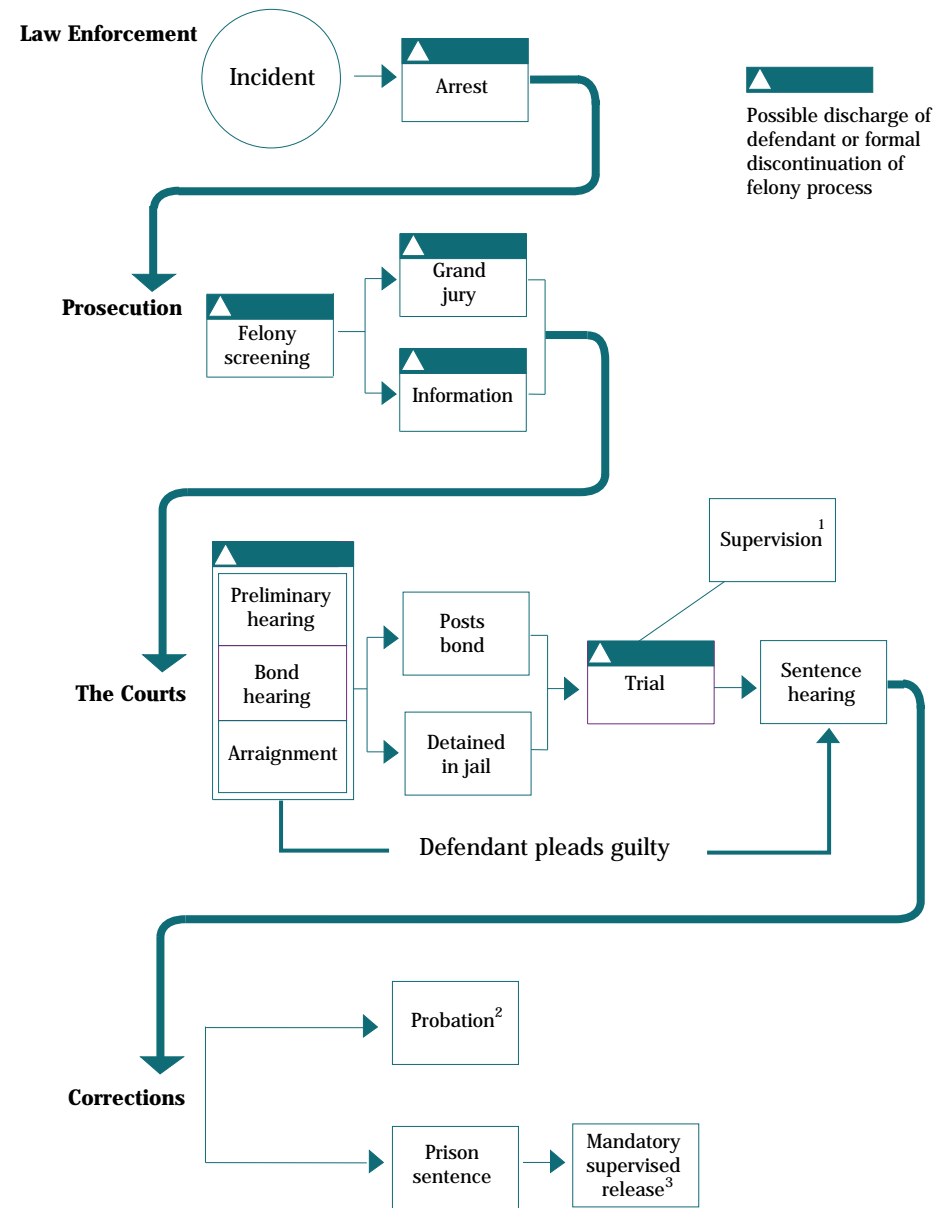 Law Enforcement
Incident
Arrest
Possible discharge of
defendant or formal
discontinuation of
felony process
Prosecution
Felony
screening
Grand
jury
Information
The Courts
Preliminary
hearing
Bond
hearing
Arraignment
Posts
bond
Detained
in jail
Supervision1
Trial
Sentence
hearing
Defendant pleads guilty
Corrections
Probation2
Prison
sentence
Mandatory
supervised
release3